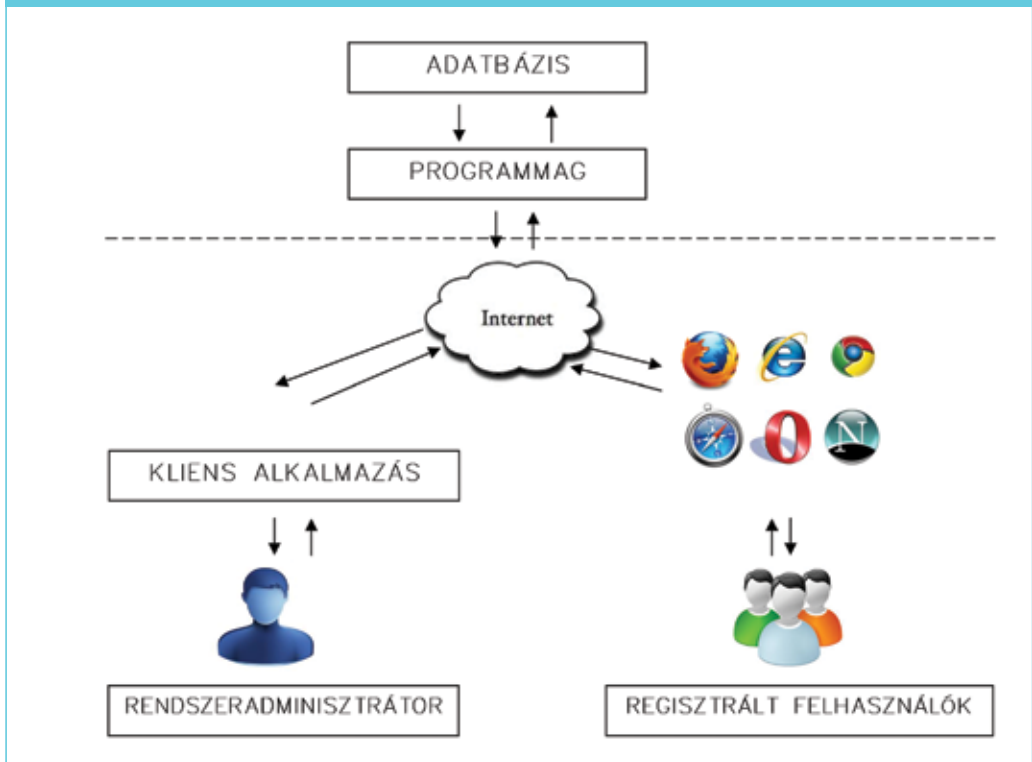 ADATBÁZIS
PROGRAMMAG
Internet
KLIENS ALKALMAZÁS
RENDSZERADMINISZTRÁTOR
REGISZTRÁLT FELHASZNÁLÓK